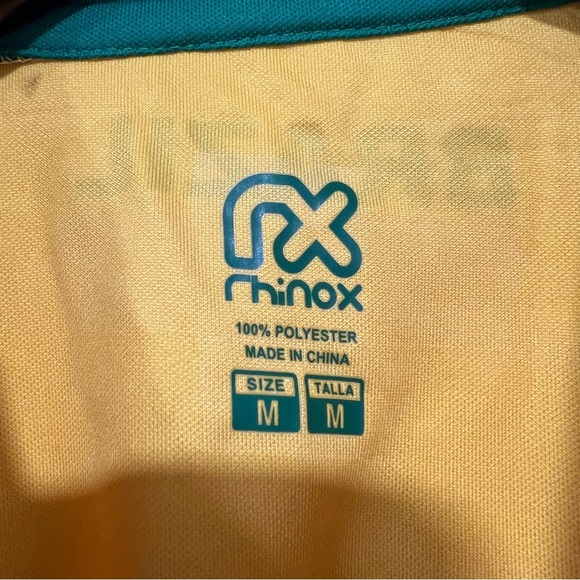 rx
rhinox
100% POLYESTER
MADE IN CHINA
SIZE TALLA
M M